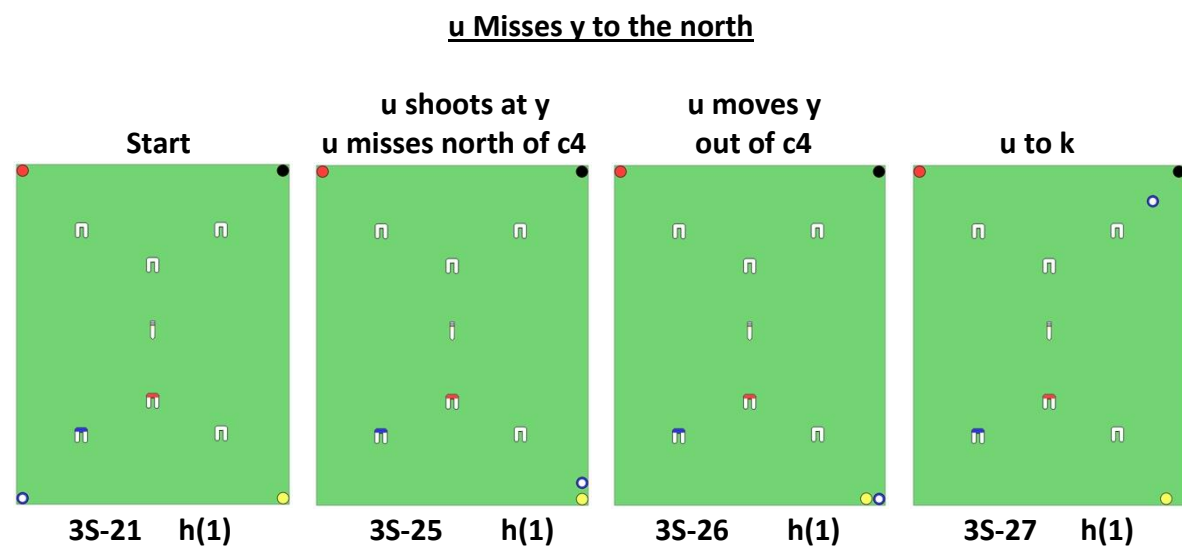 u Misses y to the north
u shoots at y
u moves y
Start
u misses north of c4
out of c4
u to k
3S-21 h(1)
3S-25 h(1)
3S-26 h(1)
3S-27 h(1)